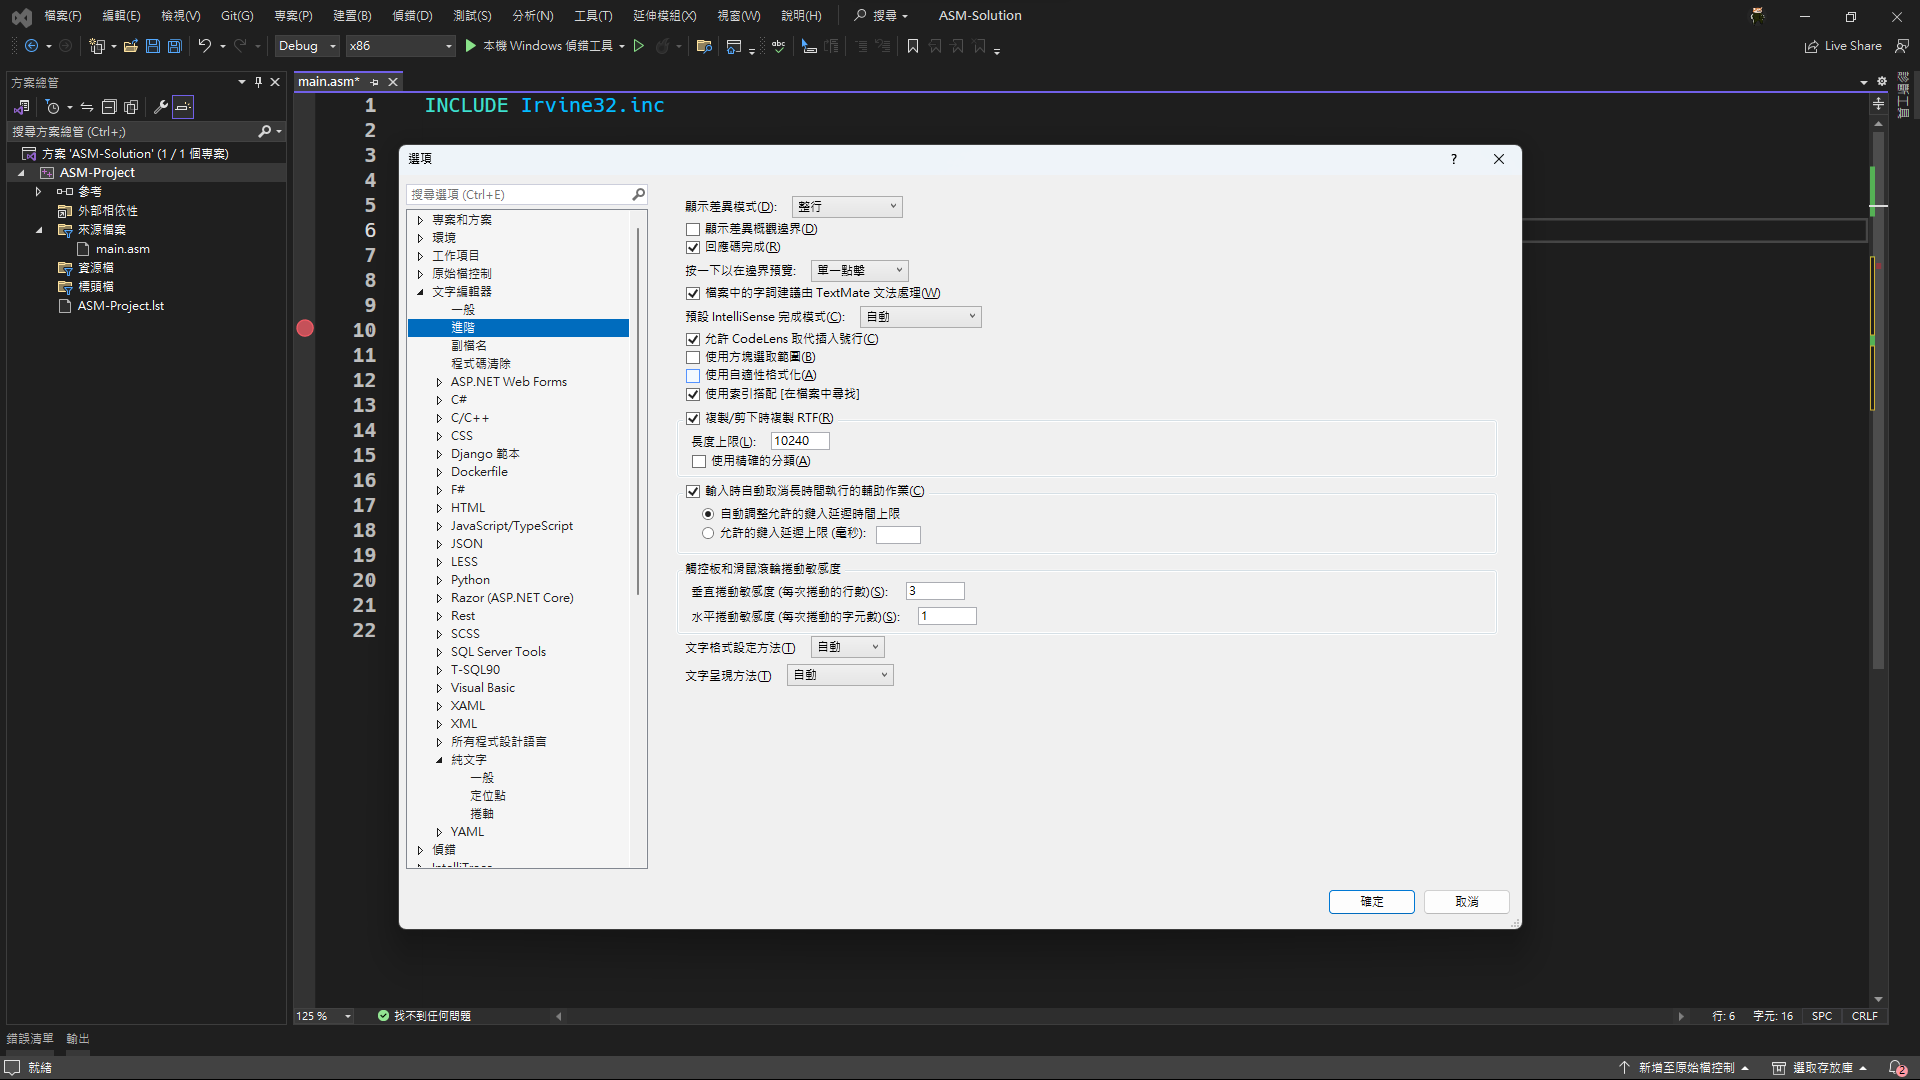 檔案(F) 編輯(E) 檢視(V) Git(G) 專案(P) 建置(B) 偵錯(D) 測試(S) 分析(N) 工具(T) 延伸模組(X) 視窗(W) 說明(H) 搜尋 ASM-Solution
Debug x86 本機 Windows 偵錯工具 Live Share
方案總管
搜尋方案總管 (Ctrl+;)
方案 'ASM-Solution' (1 / 1 個專案)
ASM-Project
參考
外部相依性
來源檔案
main.asm
資源檔
標頭檔
ASM-Project.lst
main.asm*
1 INCLUDE Irvine32.inc
2
3
4
5
6
7
8
9
10
11
12
13
14
15
16
17
18
19
20
21
22
診斷工具
選項
?
搜尋選項 (Ctrl+E)
專案和方案
環境
工作項目
原始檔控制
文字編輯器
一般
進階
副檔名
程式碼清除
ASP.NET Web Forms
C#
C/C++
CSS
Django 範本
Dockerfile
F#
HTML
JavaScript/TypeScript
JSON
LESS
Python
Razor (ASP.NET Core)
Rest
SCSS
SQL Server Tools
T-SQL90
Visual Basic
XAML
XML
所有程式設計語言
純文字
一般
定位點
捲軸
YAML
偵錯
IntelliTrace
顯示差異模式(D): 整行
顯示差異概觀邊界(D)
回應碼完成(R)
按一下以在邊界預覽: 單一點擊
檔案中的字詞建議由 TextMate 文法處理(W)
預設 IntelliSense 完成模式(C): 自動
允許 CodeLens 取代插入號行(C)
使用方塊選取範圍(B)
使用自適性格式化(A)
使用索引搭配 [在檔案中尋找]
複製/剪下時複製 RTF(R)
長度上限(L): 10240
使用精確的分類(A)
輸入時自動取消長時間執行的輔助作業(C)
自動調整允許的鍵入延遲時間上限
允許的鍵入延遲上限 (毫秒):
觸控板和滑鼠滾輪捲動敏感度
垂直捲動敏感度 (每次捲動的行數)(S): 3
水平捲動敏感度 (每次捲動的字元數)(S): 1
文字格式設定方法(T) 自動
文字呈現方法(T) 自動
確定 取消
125 % 找不到任何問題 行: 6 字元: 16 SPC CRLF
錯誤清單 輸出
就緒 新增至原始檔控制 選取存放庫 2